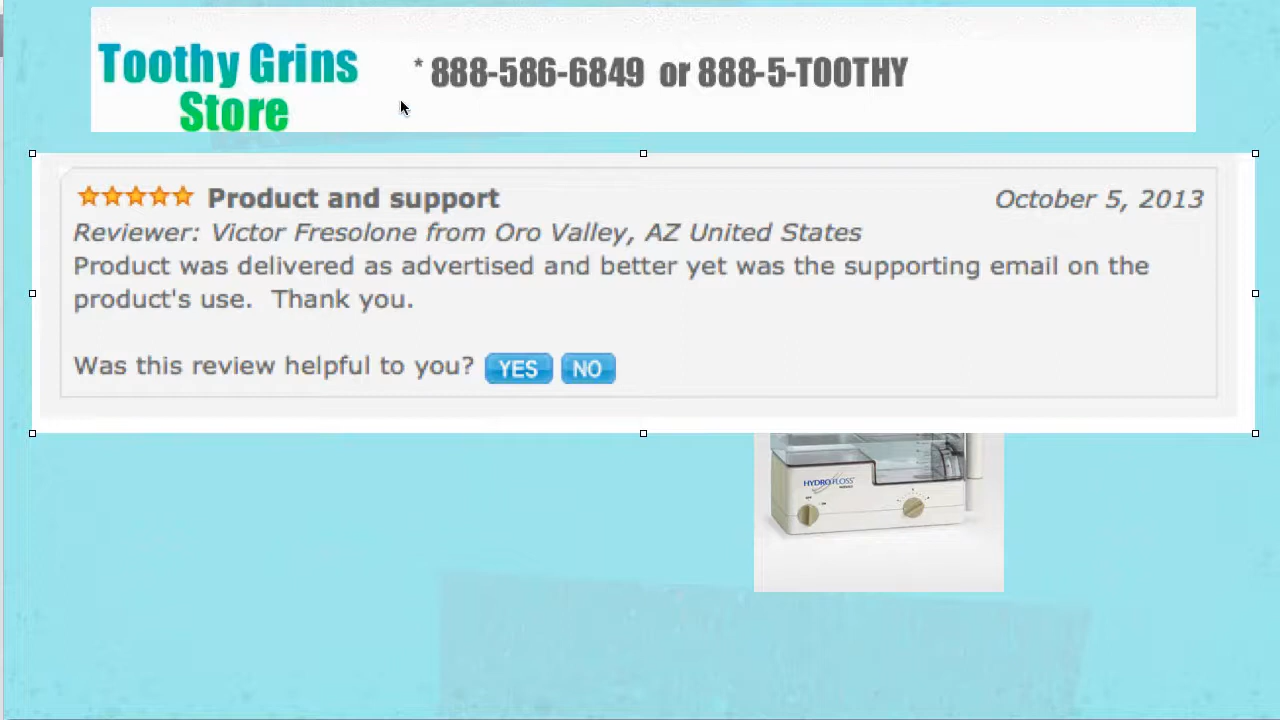 Toothy Grins
Store
* 888-586-6849 or 888-5-TOOTHY
Product and support
October 5, 2013
Reviewer: Victor Fresolone from Oro Valley, AZ United States
Product was delivered as advertised and better yet was the supporting email on the
product's use. Thank you.
Was this review helpful to you? YES NO
HYDRO FLOSS